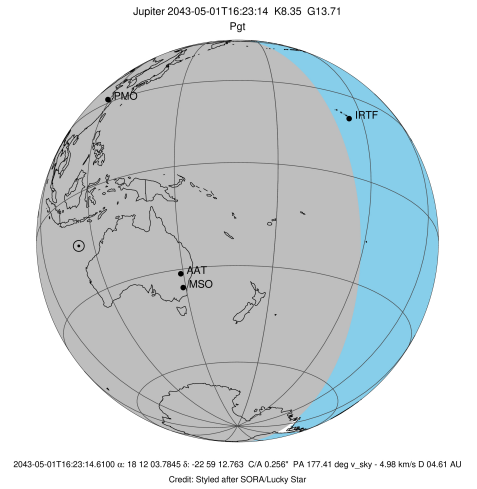 Jupiter 2043-05-01T16:23:14 K8.35 G13.71
Pgt
PMO
IRTF
AAT
MSO
2043-05-01T16:23:14.6100 α: 18 12 03.7845 δ: -22 59 12.763 C/A 0.256" PA 177.41 deg v_sky - 4.98 km/s D 04.61 AU
Credit: Styled after SORA/Lucky Star